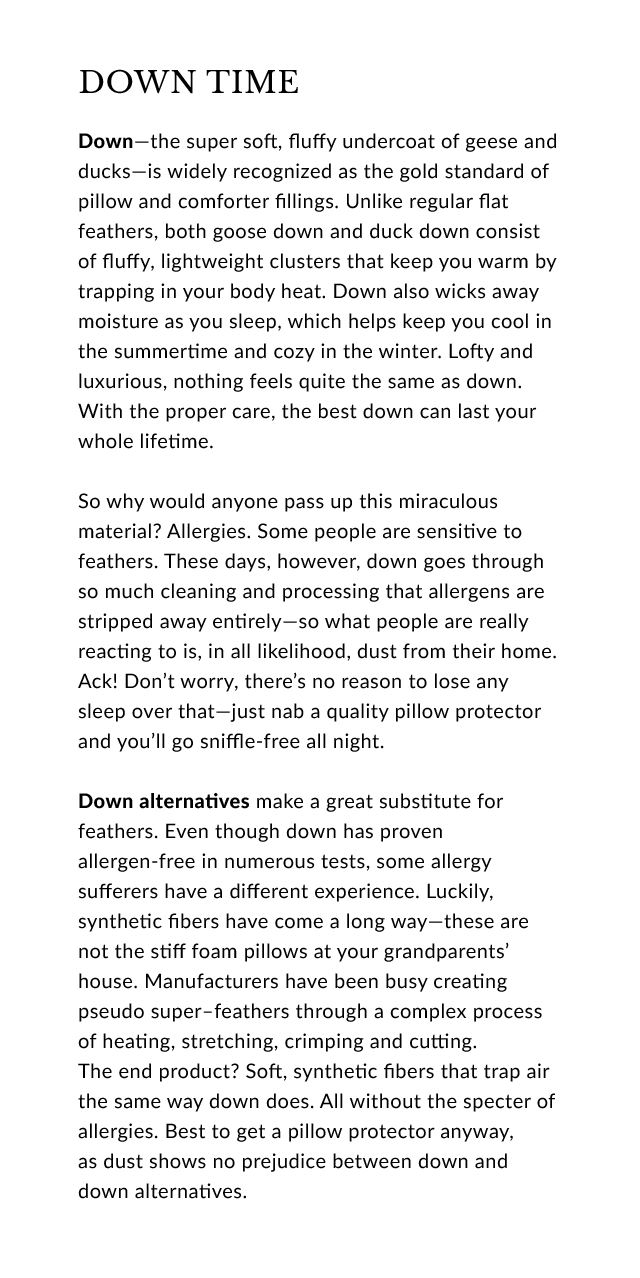 DOWN TIME
Down—the super soft, fluffy undercoat of geese and
ducks—is widely recognized as the gold standard of
pillow and comforter fillings. Unlike regular flat
feathers, both goose down and duck down consist
of fluffy, lightweight clusters that keep you warm by
trapping in your body heat. Down also wicks away
moisture as you sleep, which helps keep you cool in
the summertime and cozy in the winter. Lofty and
luxurious, nothing feels quite the same as down.
With the proper care, the best down can last your
whole lifetime.
So why would anyone pass up this miraculous
material? Allergies. Some people are sensitive to
feathers. These days, however, down goes through
so much cleaning and processing that allergens are
stripped away entirely—so what people are really
reacting to is, in all likelihood, dust from their home.
Ack! Don’t worry, there’s no reason to lose any
sleep over that—just nab a quality pillow protector
and you’ll go sniffle-free all night.
Down alternatives make a great substitute for
feathers. Even though down has proven
allergen-free in numerous tests, some allergy
sufferers have a different experience. Luckily,
synthetic fibers have come a long way—these are
not the stiff foam pillows at your grandparents’
house. Manufacturers have been busy creating
pseudo super–feathers through a complex process
of heating, stretching, crimping and cutting.
The end product? Soft, synthetic fibers that trap air
the same way down does. All without the specter of
allergies. Best to get a pillow protector anyway,
as dust shows no prejudice between down and
down alternatives.